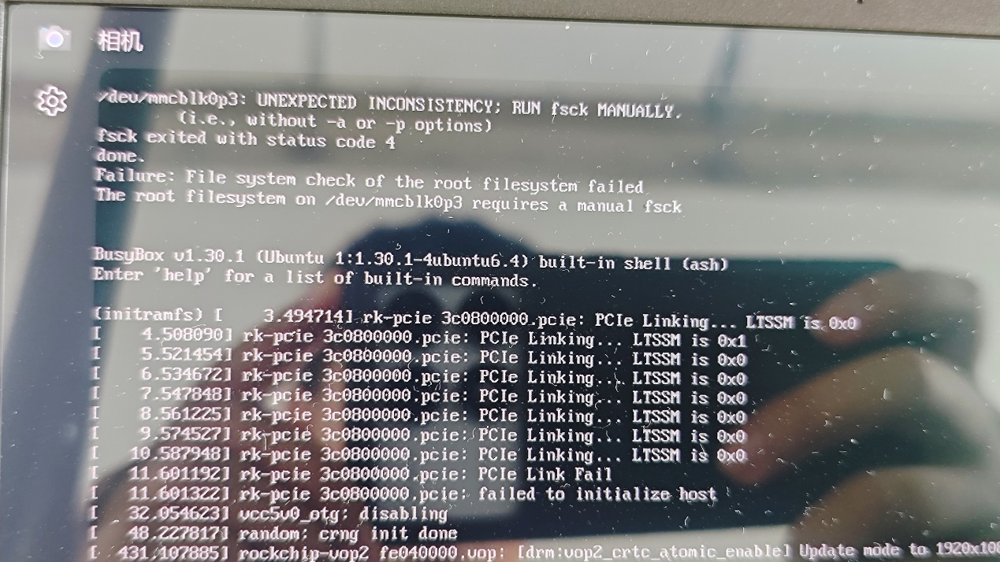 相机
/dev/mmcblk0p3: UNEXPECTED INCONSISTENCY; RUN fsck MANUALLY.
(i.e., without -a or -p options)
fsck exited with status code 4
done.
Failure: File system check of the root filesystem failed
The root filesystem on /dev/mmcblk0p3 requires a manual fsck
BusyBox v1.30.1 (Ubuntu 1:1.30.1-4ubuntu6.4) built-in shell (ash)
Enter 'help' for a list of built-in commands.
(initramfs) [    3.494714] rk-pcie 3c0800000.pcie: PCIe Linking... LTSSM is 0x0
[    4.508090] rk-pcie 3c0800000.pcie: PCIe Linking... LTSSM is 0x1
[    5.521454] rk-pcie 3c0800000.pcie: PCIe Linking... LTSSM is 0x0
[    6.534672] rk-pcie 3c0800000.pcie: PCIe Linking... LTSSM is 0x0
[    7.547848] rk-pcie 3c0800000.pcie: PCIe Linking... LTSSM is 0x0
[    8.561225] rk-pcie 3c0800000.pcie: PCIe Linking... LTSSM is 0x0
[    9.574527] rk-pcie 3c0800000.pcie: PCIe Linking... LTSSM is 0x0
[   10.587948] rk-pcie 3c0800000.pcie: PCIe Linking... LTSSM is 0x0
[   11.601192] rk-pcie 3c0800000.pcie: PCIe Link Fail
[   11.601322] rk-pcie 3c0800000.pcie: failed to initialize host
[   32.054623] vcc5v0_otg: disabling
[   48.227817] random: crng init done
[  431.107885] rockchip-vop2 fe040000.vop: [drm:vop2_crtc_atomic_enable] Update mode to 1920x108